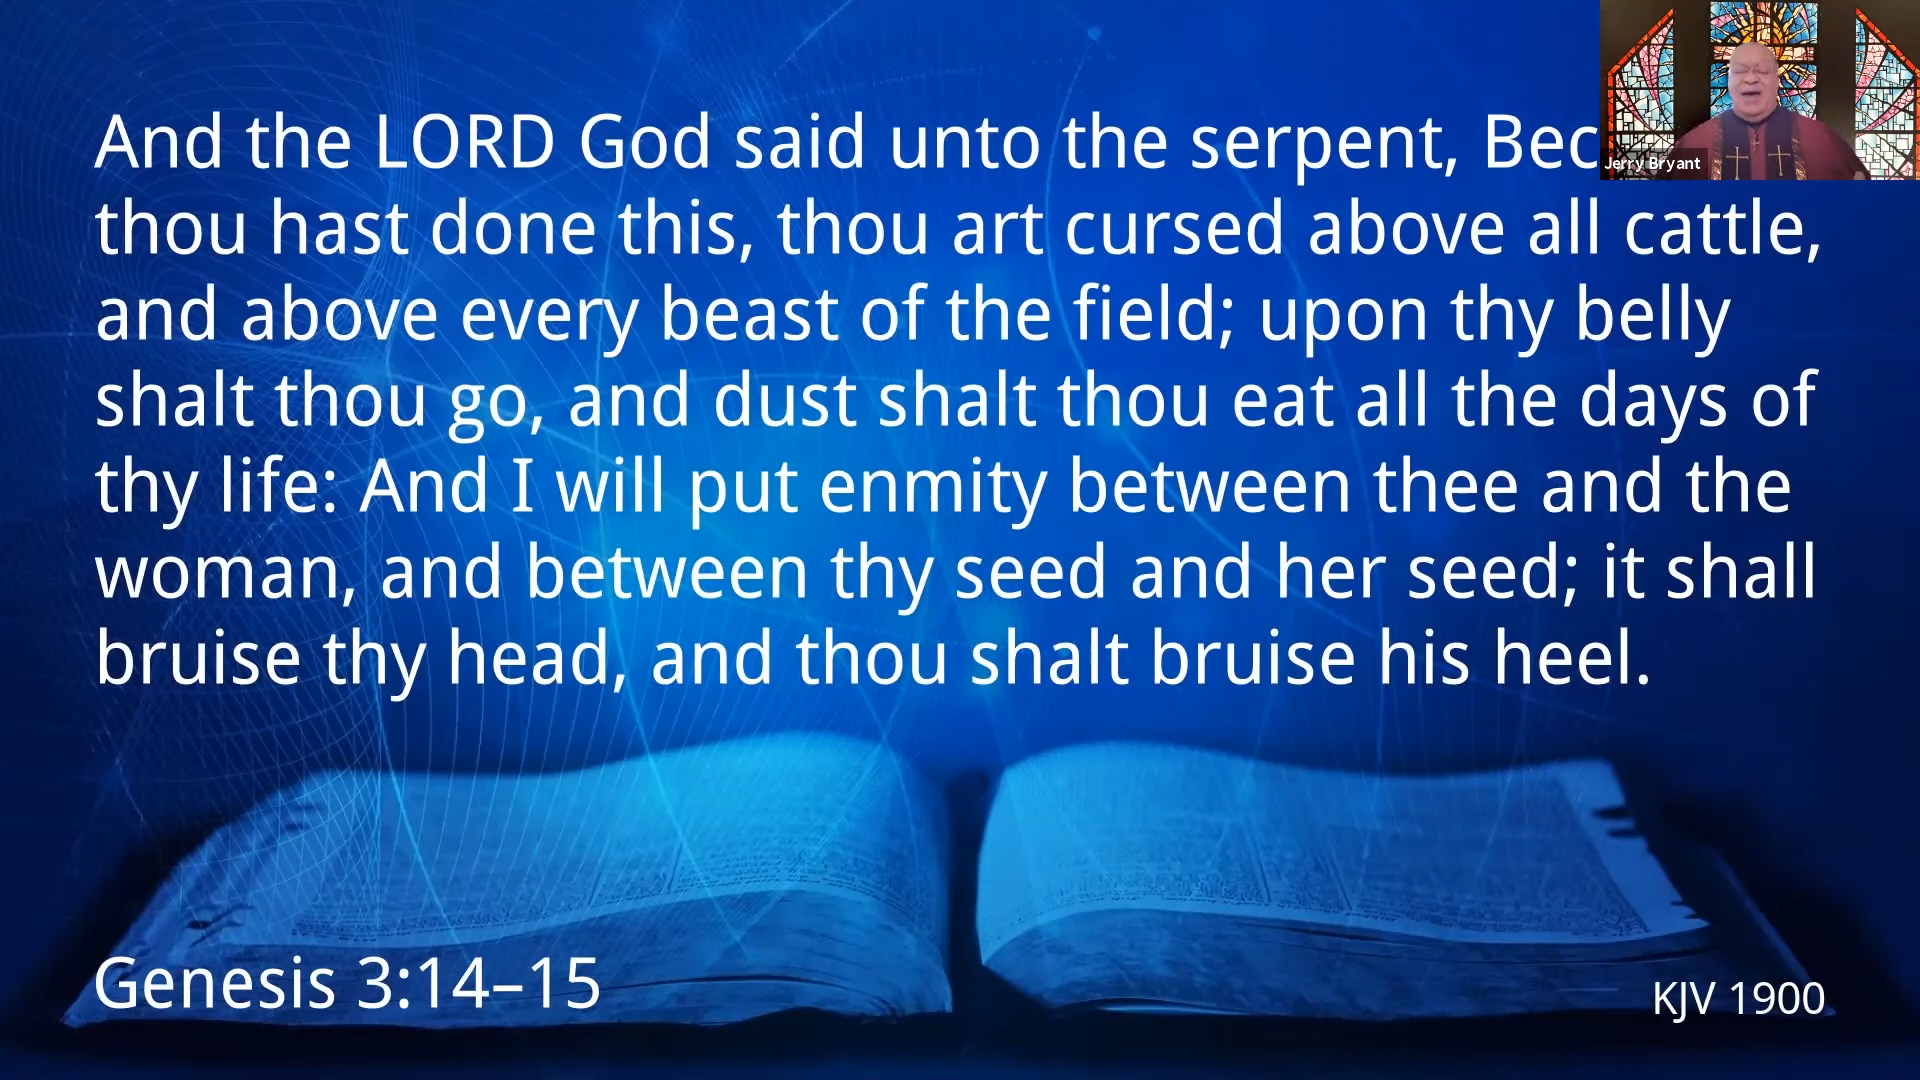 And the LORD God said unto the serpent, Bec
thou hast done this, thou art cursed above all cattle,
and above every beast of the field; upon thy belly
shalt thou go, and dust shalt thou eat all the days of
thy life: And I will put enmity between thee and the
woman, and between thy seed and her seed; it shall
bruise thy head, and thou shalt bruise his heel.
Jerry Bryant
Genesis 3:14–15
KJV 1900